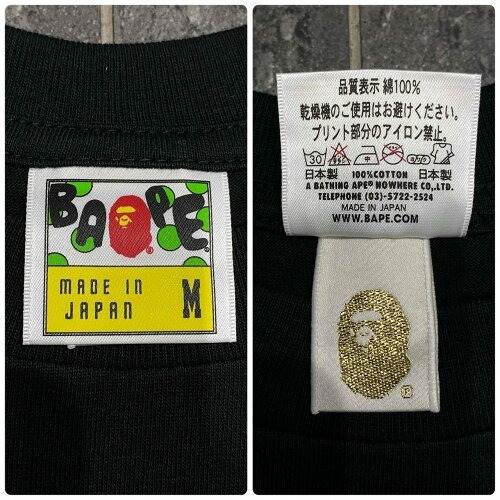 BAPE
MADE IN
JAPAN
M
品質表示 綿100%
乾燥機のご使用はお避けください。
プリント部分のアイロン禁止。
30 中
日本製 100%COTTON 日本製
A BATHING APE® NOWHERE CO.,LTD.
TELEPHONE (03)-5722-2524
MADE IN JAPAN
WWW.BAPE.COM
®